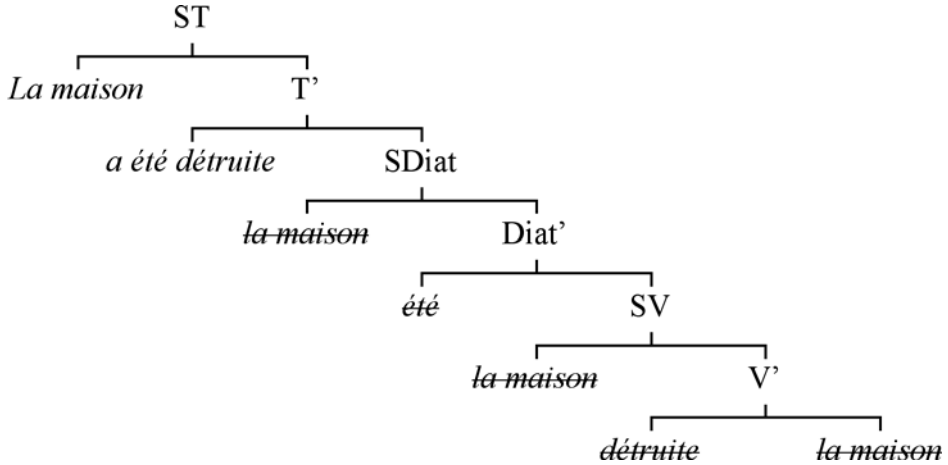 ST
La maison T’
a été détruite SDiat
la maison Diat’
été SV
la maison V’
détruite la maison